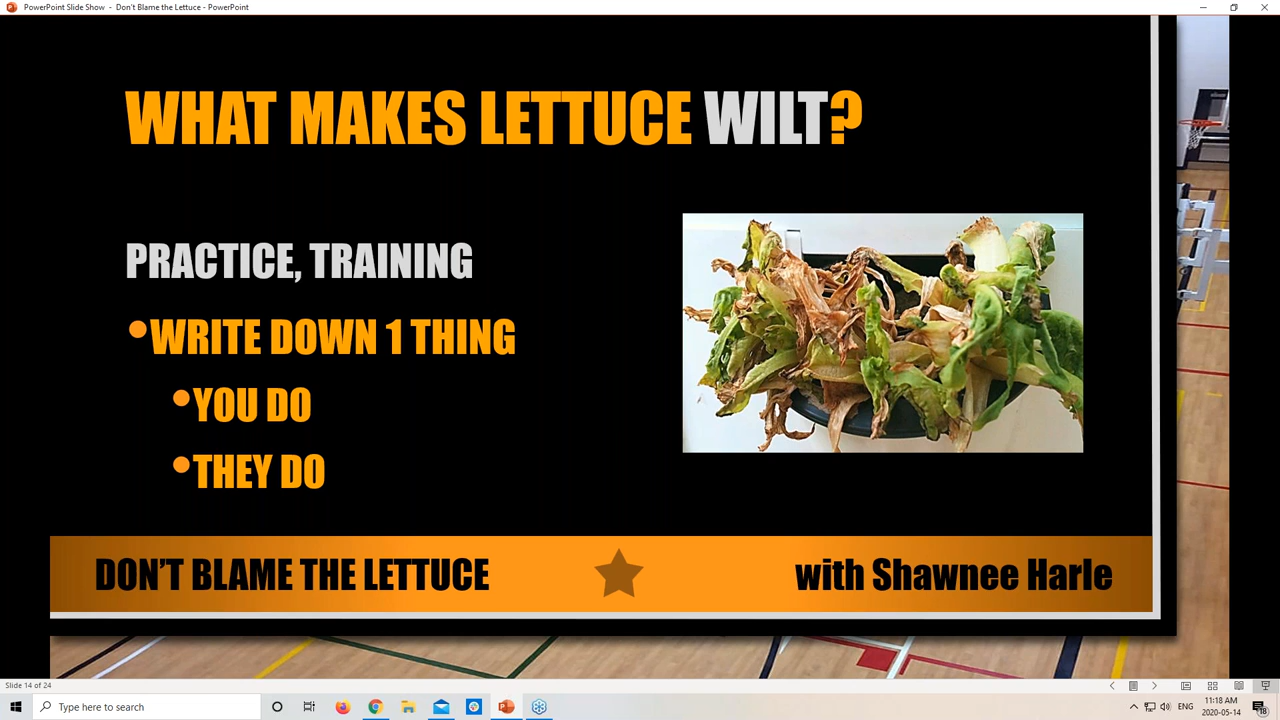 PowerPoint Slide Show - Don't Blame the Lettuce - PowerPoint
WHAT MAKES LETTUCE WILT?
PRACTICE, TRAINING
•WRITE DOWN 1 THING
•YOU DO
•THEY DO
DON'T BLAME THE LETTUCE
with Shawnee Harle
Slide 14 of 24
Type here to search
ENG
11:18 AM
2020-05-14
18